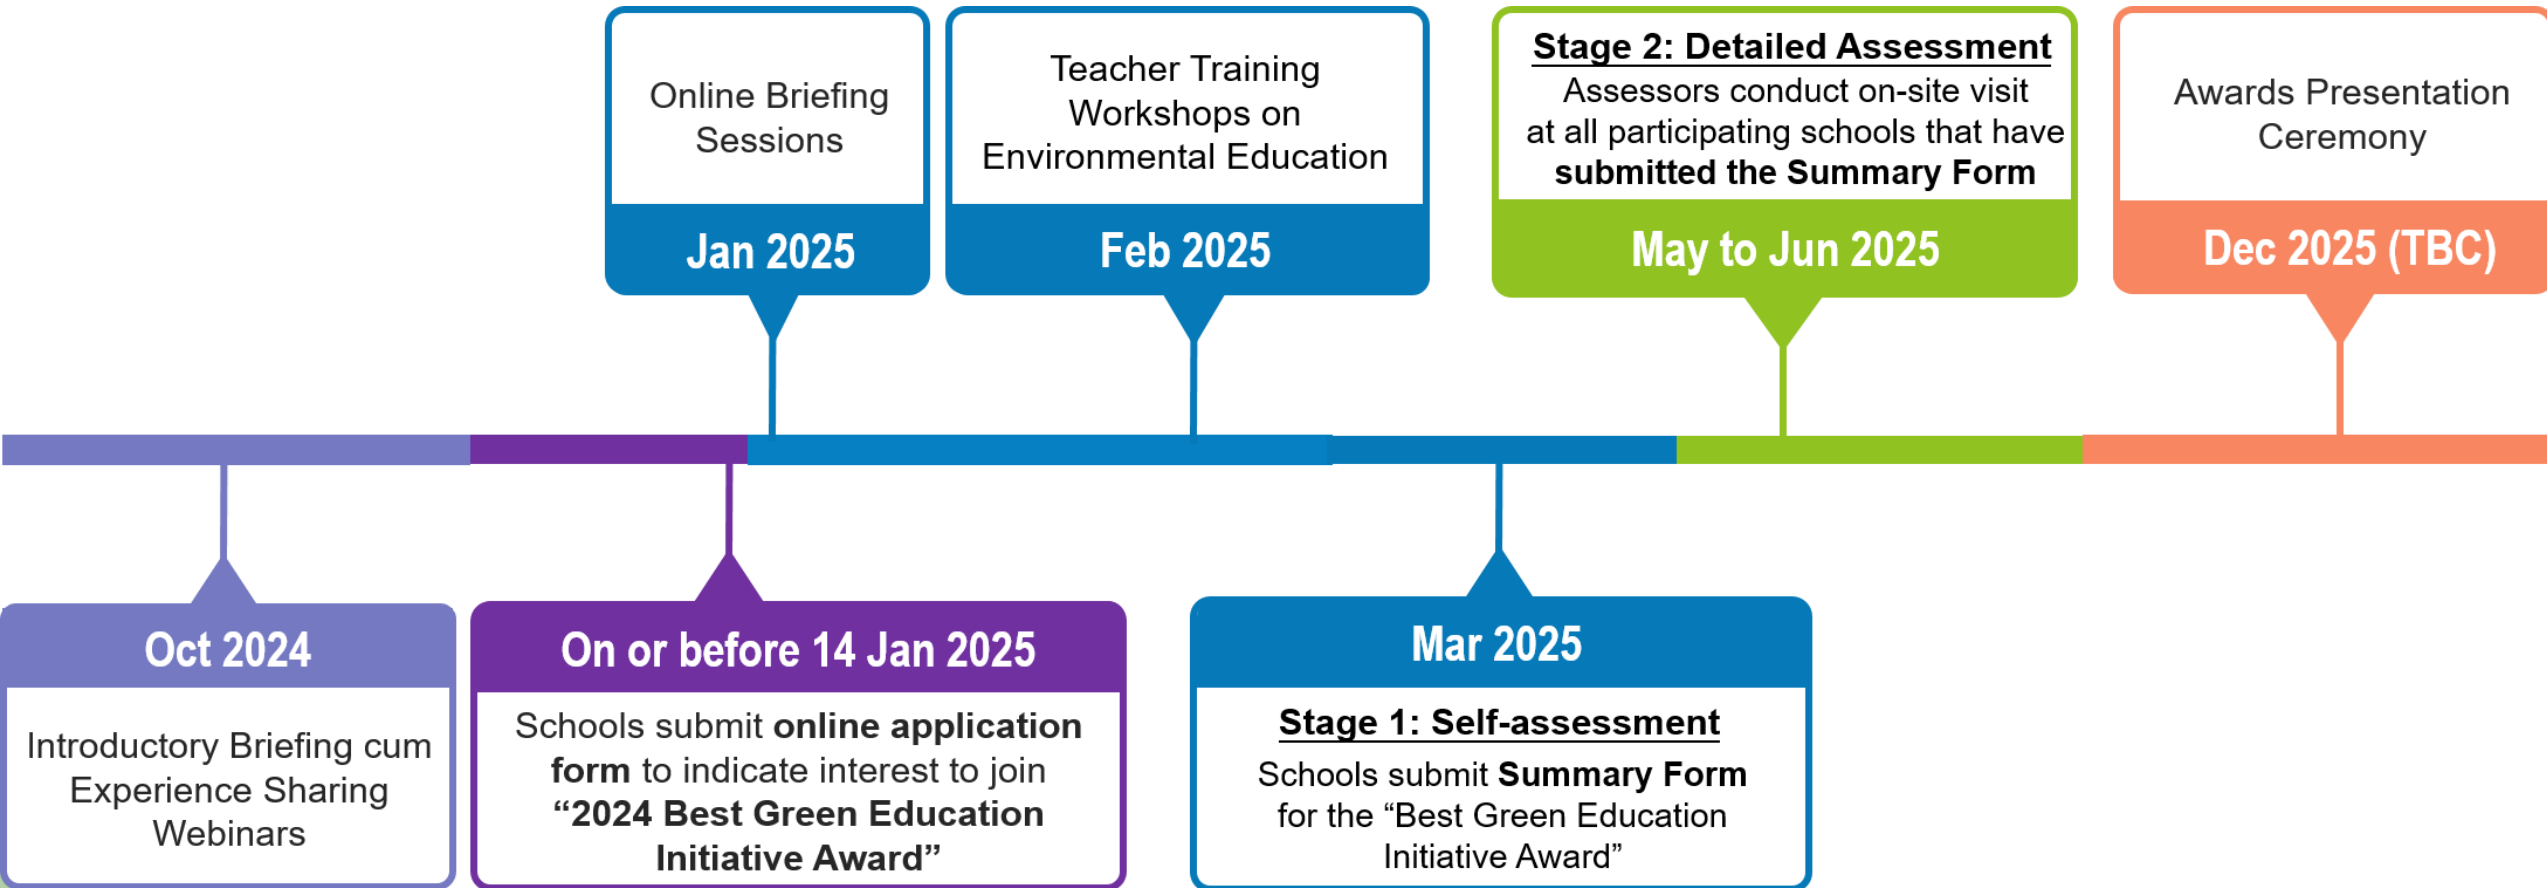 Online Briefing
Sessions
Jan 2025
Teacher Training
Workshops on
Environmental Education
Feb 2025
Stage 2: Detailed Assessment
Assessors conduct on-site visit
at all participating schools that have
submitted the Summary Form
May to Jun 2025
Awards Presentation
Ceremony
Dec 2025 (TBC)
Oct 2024
Introductory Briefing cum
Experience Sharing
Webinars
On or before 14 Jan 2025
Schools submit online application
form to indicate interest to join
“2024 Best Green Education
Initiative Award”
Mar 2025
Stage 1: Self-assessment
Schools submit Summary Form
for the “Best Green Education
Initiative Award”